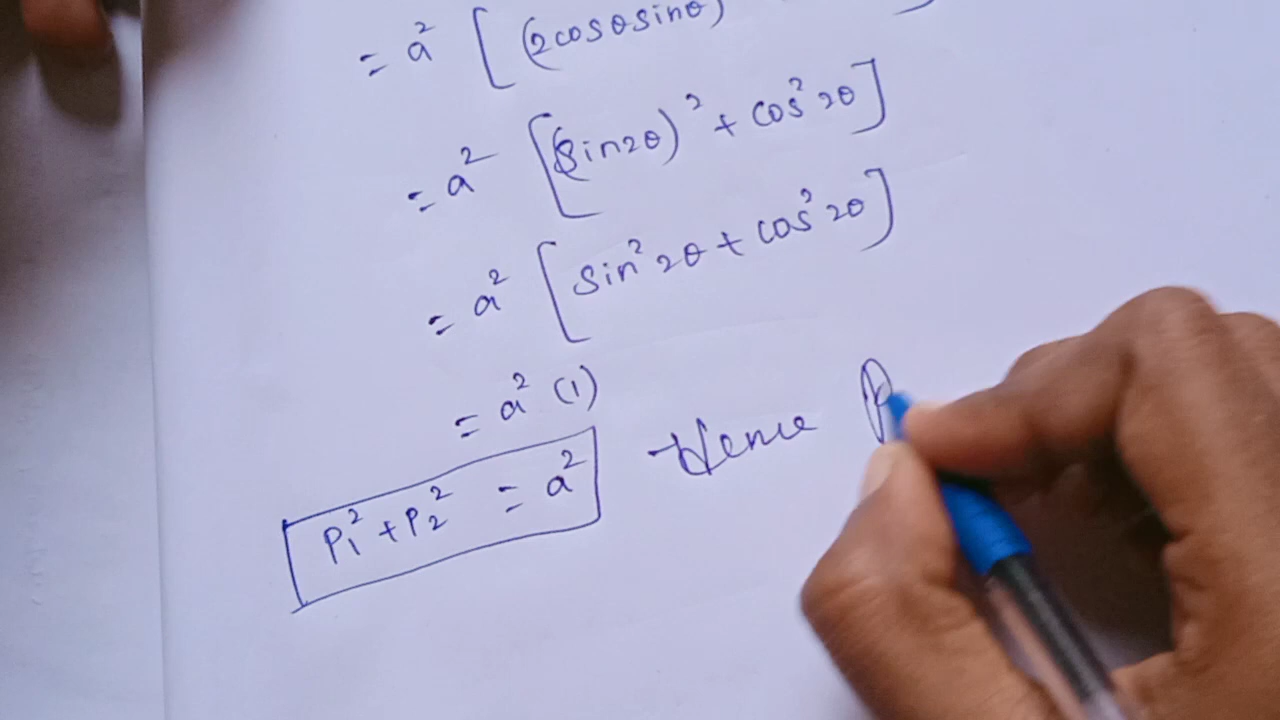 = a² [ (2cosθsinθ)
= a² [(sin2θ)² + cos²2θ]
= a² [sin²2θ + cos²2θ]
= a² (1)
P₁² + P₂² = a² Hence P